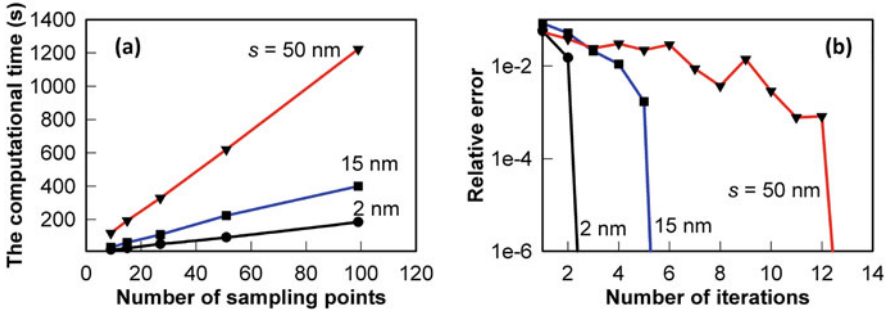 The computational time (s)
1400
1200
1000
800
600
400
200
0
20
40
60
80
100
120
Number of sampling points
(a)
s = 50 nm
15 nm
2 nm
Relative error
1e-2
1e-4
1e-6
2
4
6
8
10
12
14
Number of iterations
(b)
s = 50 nm
2 nm
15 nm